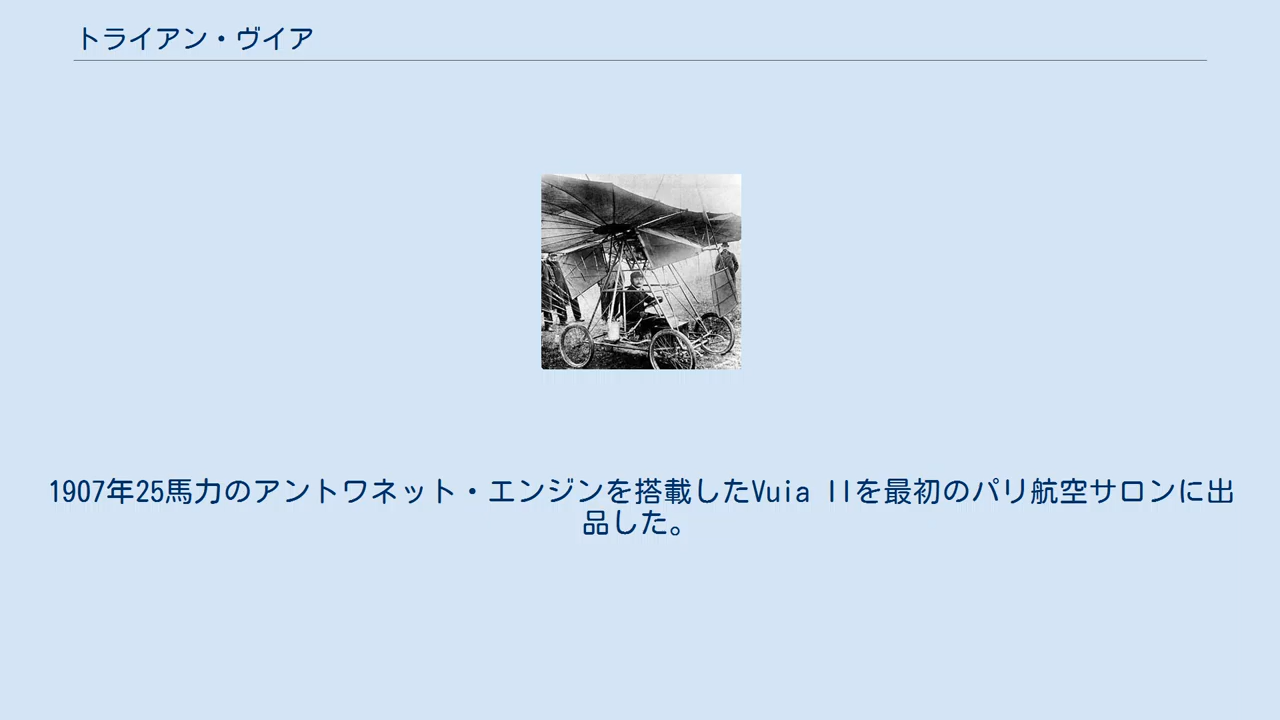 トライアン・ヴイア
1907年25馬力のアントワネット・エンジンを搭載したVuia IIを最初のパリ航空サロンに出
品した。